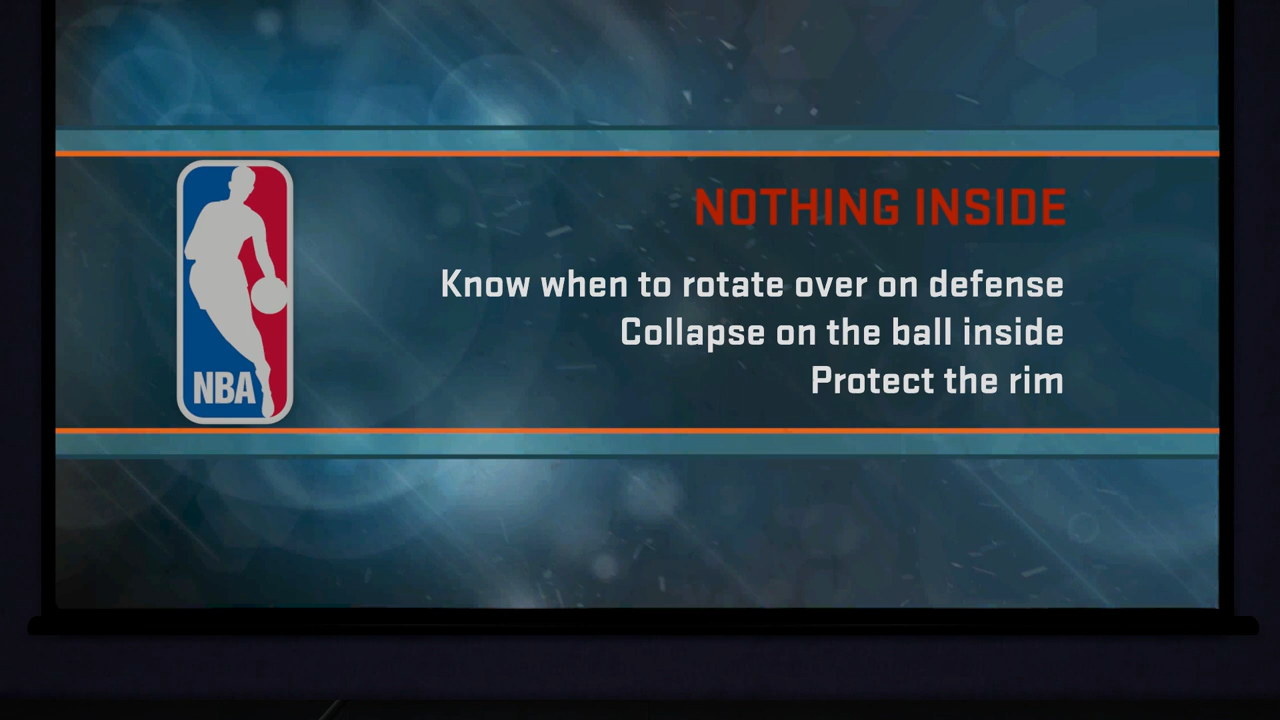 NOTHING INSIDE
Know when to rotate over on defense
Collapse on the ball inside
Protect the rim
NBA